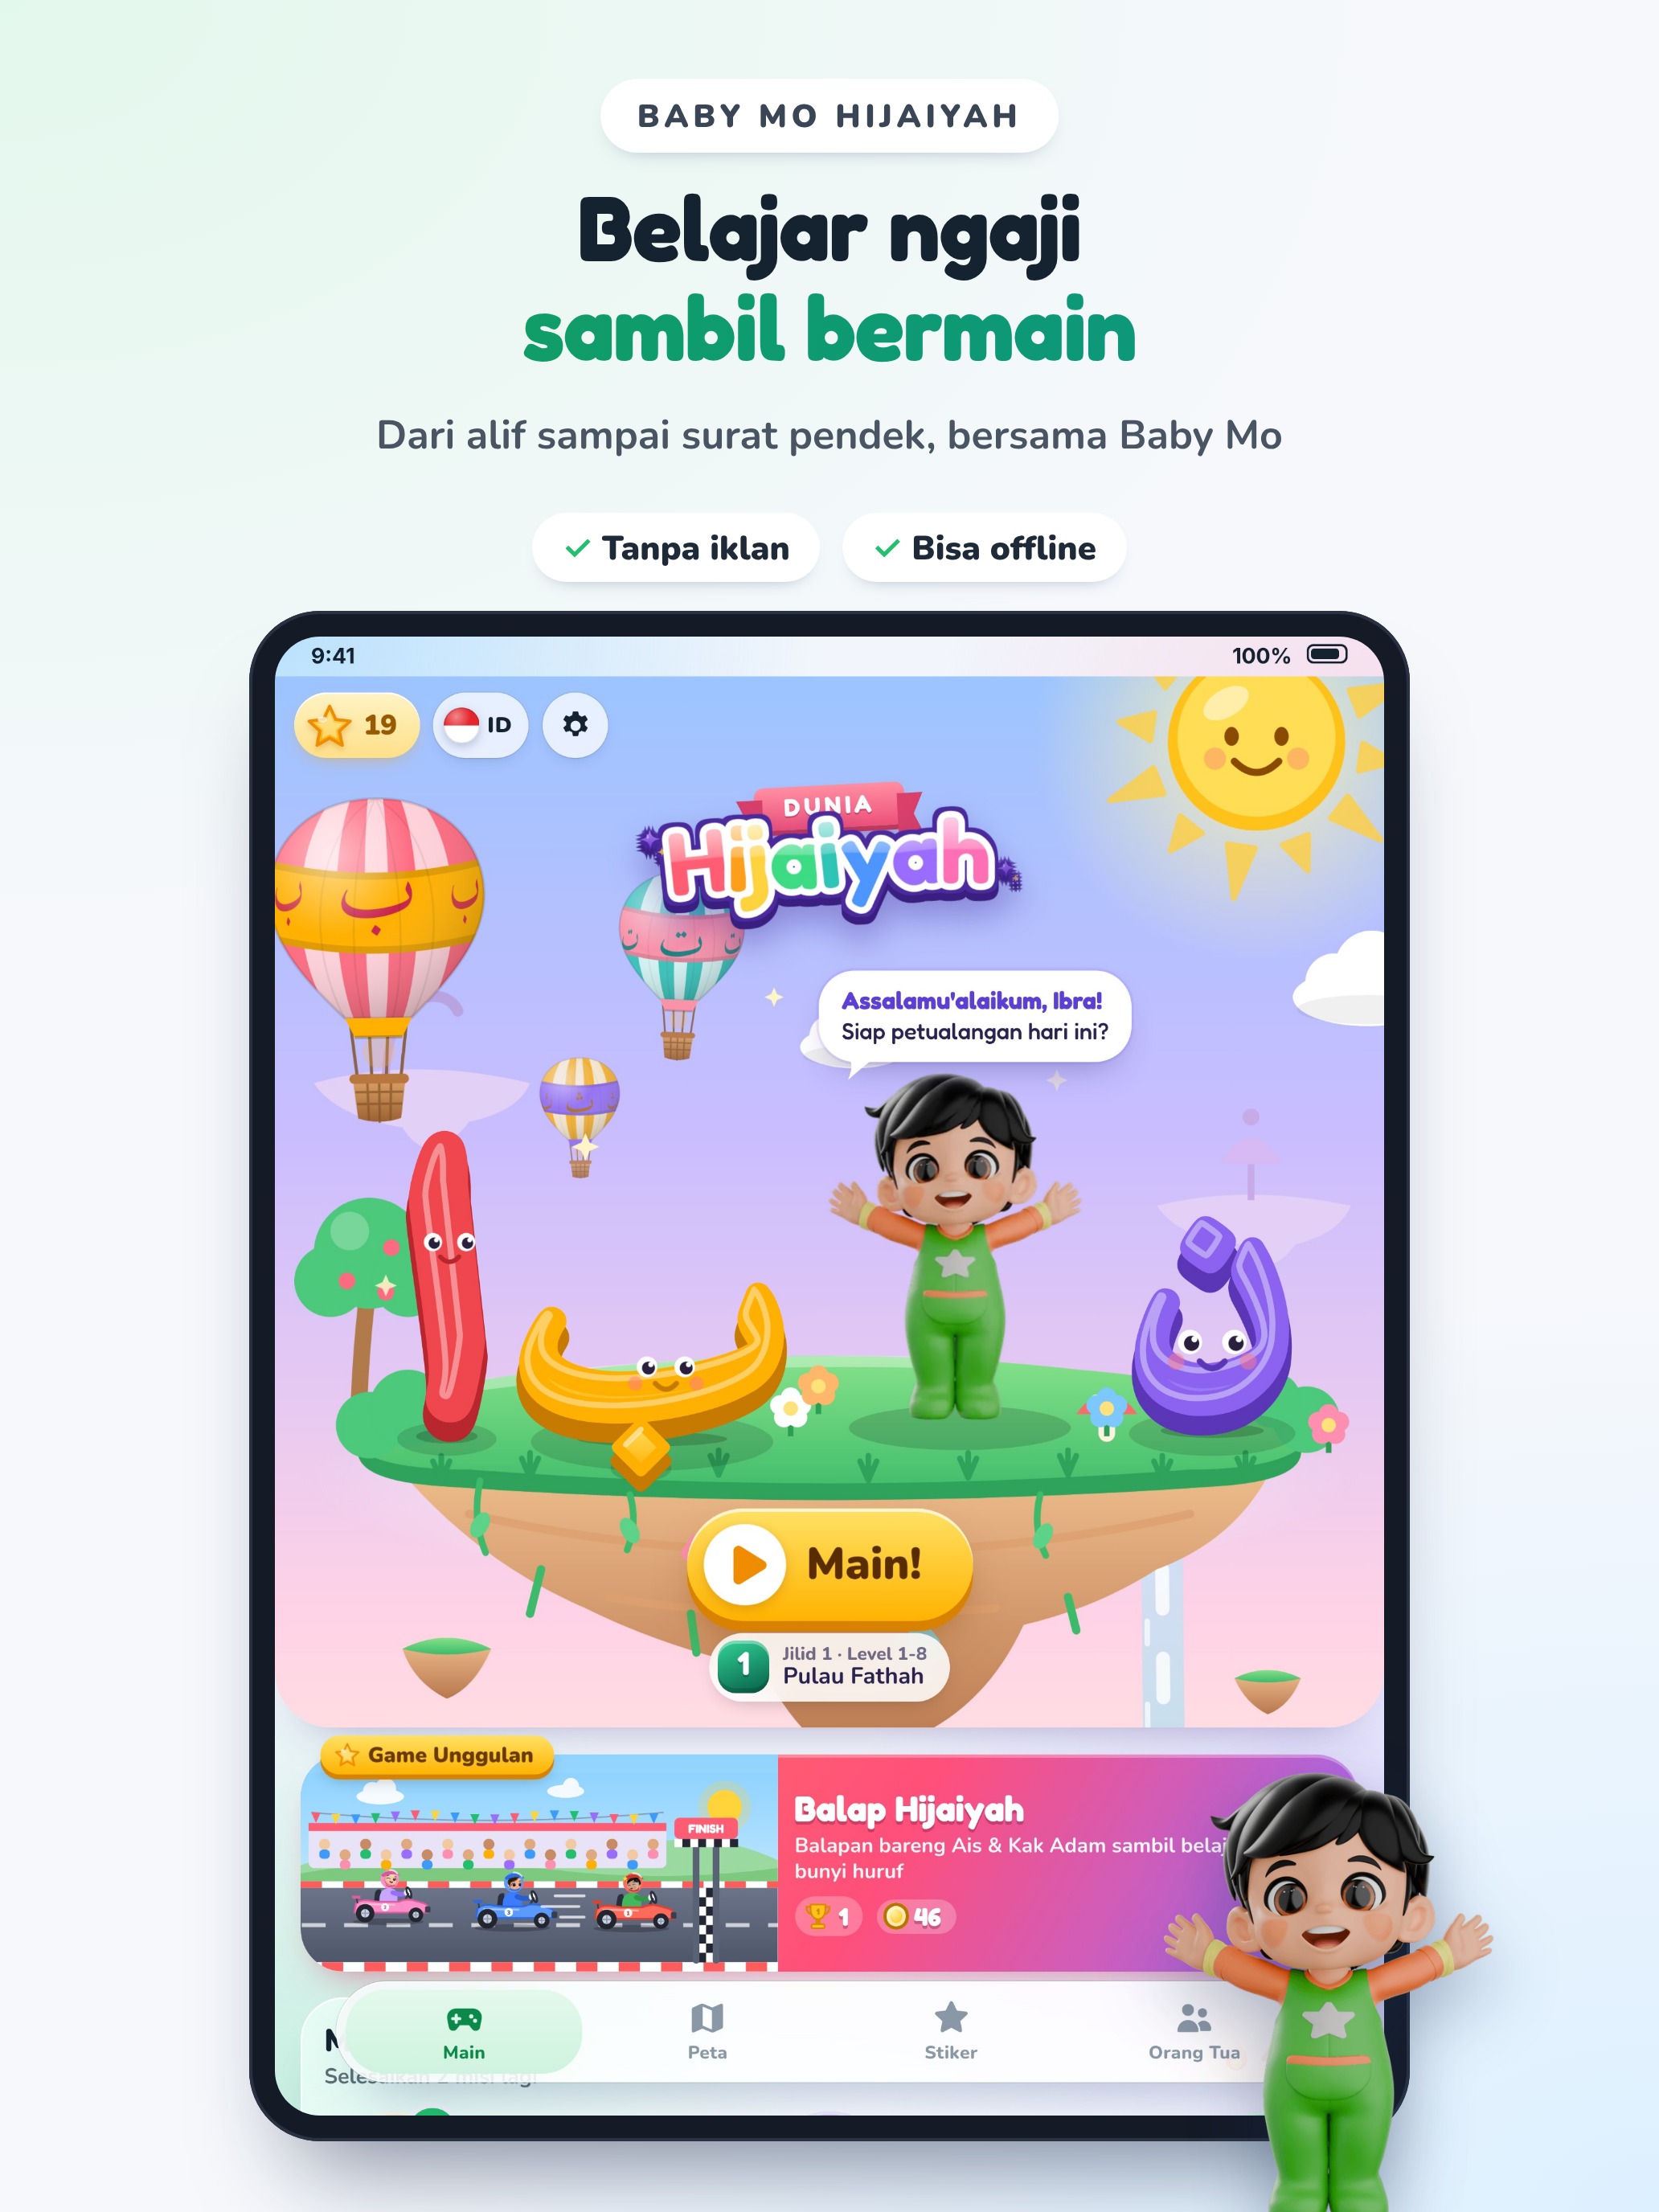 BABY MO HIJAIYAH
Belajar ngaji
sambil bermain
Dari alif sampai surat pendek, bersama Baby Mo
Tanpa iklan
Bisa offline
9:41
100%
19
ID
DUNIA
Hijaiyah
ب ب ب
ت ت ت
ث
Assalamu'alaikum, Ibra!
Siap petualangan hari ini?
Main!
1
Jilid 1 · Level 1-8
Pulau Fathah
Game Unggulan
FINISH
Balap Hijaiyah
Balapan bareng Ais & Kak Adam sambil
bunyi huruf
1
46
Main
Peta
Stiker
Orang Tua